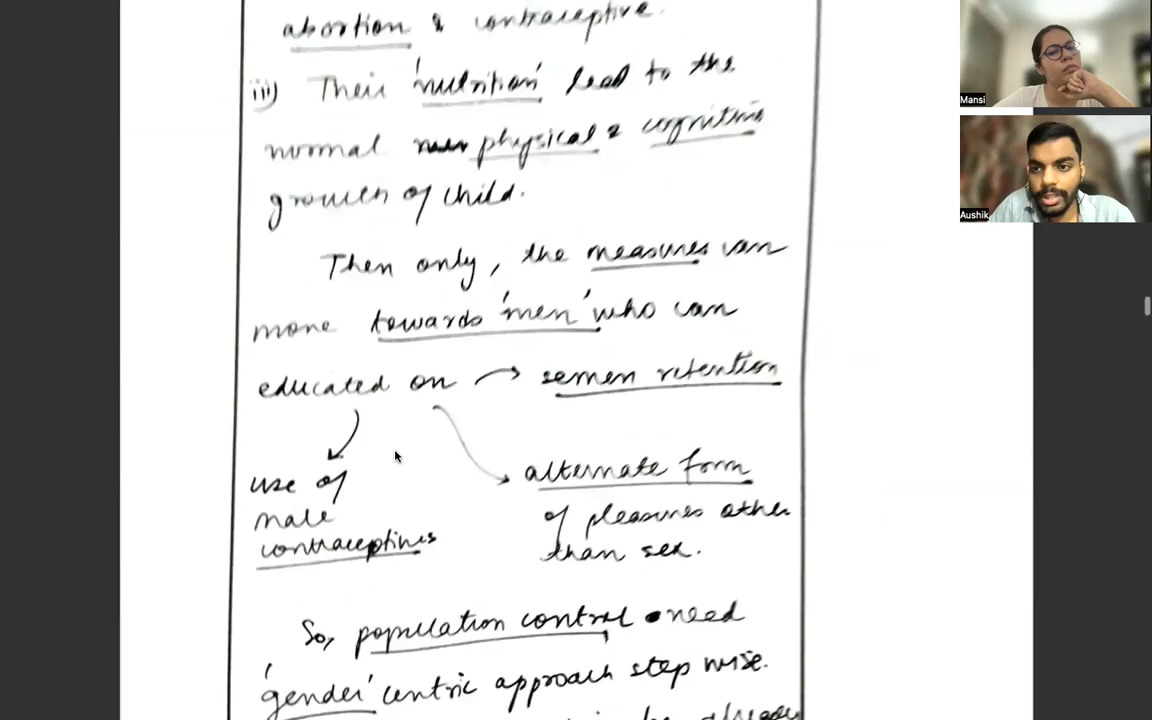 abortion & contraceptive.
iii) Their 'nutrition' lead to the
normal physical & cognitive
growth of child.
Then only, the measures can
move towards 'men' who can
educated on → semen retention
use of
male
contraceptives
alternate form
of pleasures other
than sex.
So, population control need
'gender' centric approach step wise.
be already
Mansi
Aushik